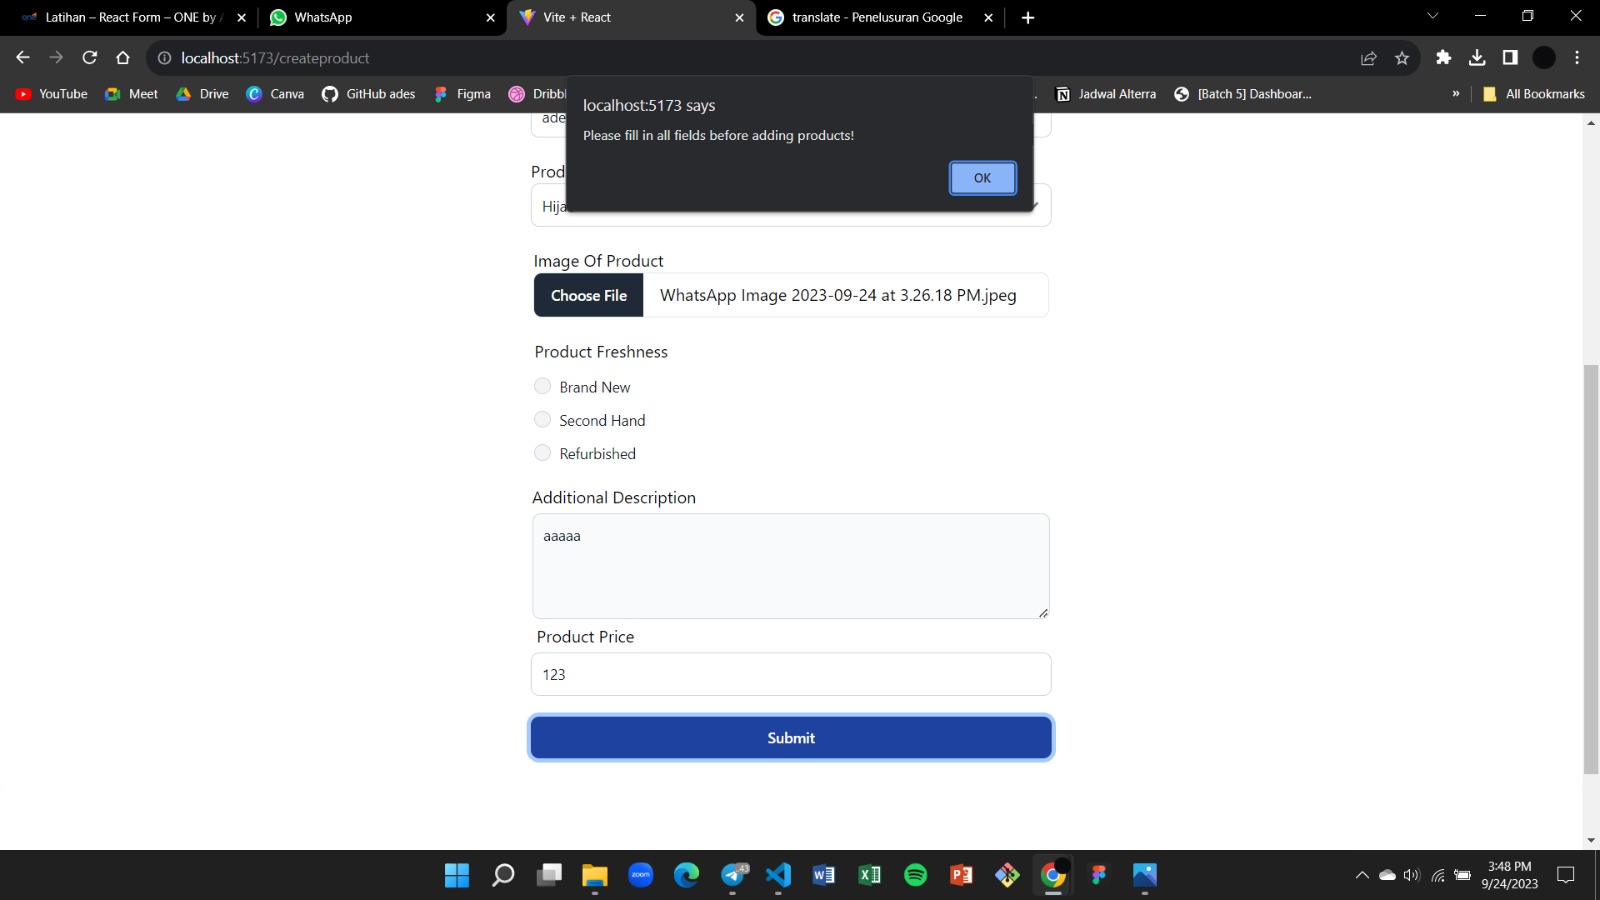 Latihan – React Form – ONE by
WhatsApp
Vite + React
translate - Penelusuran Google
localhost:5173/createproduct
YouTube
Meet
Drive
Canva
GitHub ades
Figma
Dribbl
Jadwal Alterra
[Batch 5] Dashboar...
»
All Bookmarks
localhost:5173 says
Please fill in all fields before adding products!
OK
ade
Prod
Hija
Image Of Product
Choose File
WhatsApp Image 2023-09-24 at 3.26.18 PM.jpeg
Product Freshness
Brand New
Second Hand
Refurbished
Additional Description
aaaaa
Product Price
123
Submit
zoom
43
3:48 PM
9/24/2023